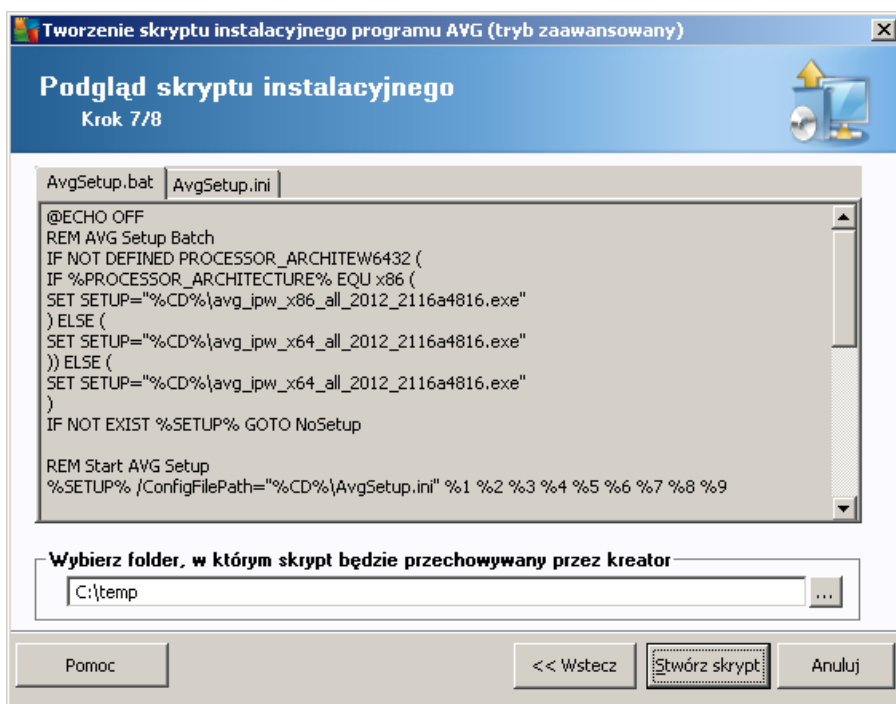 Tworzenie skryptu instalacyjnego programu AVG (tryb zaawansowany)
Podgląd skryptu instalacyjnego
Krok 7/8
AvgSetup.bat
AvgSetup.ini
@ECHO OFF
REM AVG Setup Batch
IF NOT DEFINED PROCESSOR_ARCHITEW6432 (
IF %PROCESSOR_ARCHITECTURE% EQU x86 (
SET SETUP="%CD%\avg_ipw_x86_all_2012_2116a4816.exe"
) ELSE (
SET SETUP="%CD%\avg_ipw_x64_all_2012_2116a4816.exe"
)) ELSE (
SET SETUP="%CD%\avg_ipw_x64_all_2012_2116a4816.exe"
)
IF NOT EXIST %SETUP% GOTO NoSetup
REM Start AVG Setup
%SETUP% /ConfigFilePath="%CD%\AvgSetup.ini" %1 %2 %3 %4 %5 %6 %7 %8 %9
Wybierz folder, w którym skrypt będzie przechowywany przez kreator
C:\temp
...
Pomoc
<< Wstecz
Stwórz skrypt
Anuluj